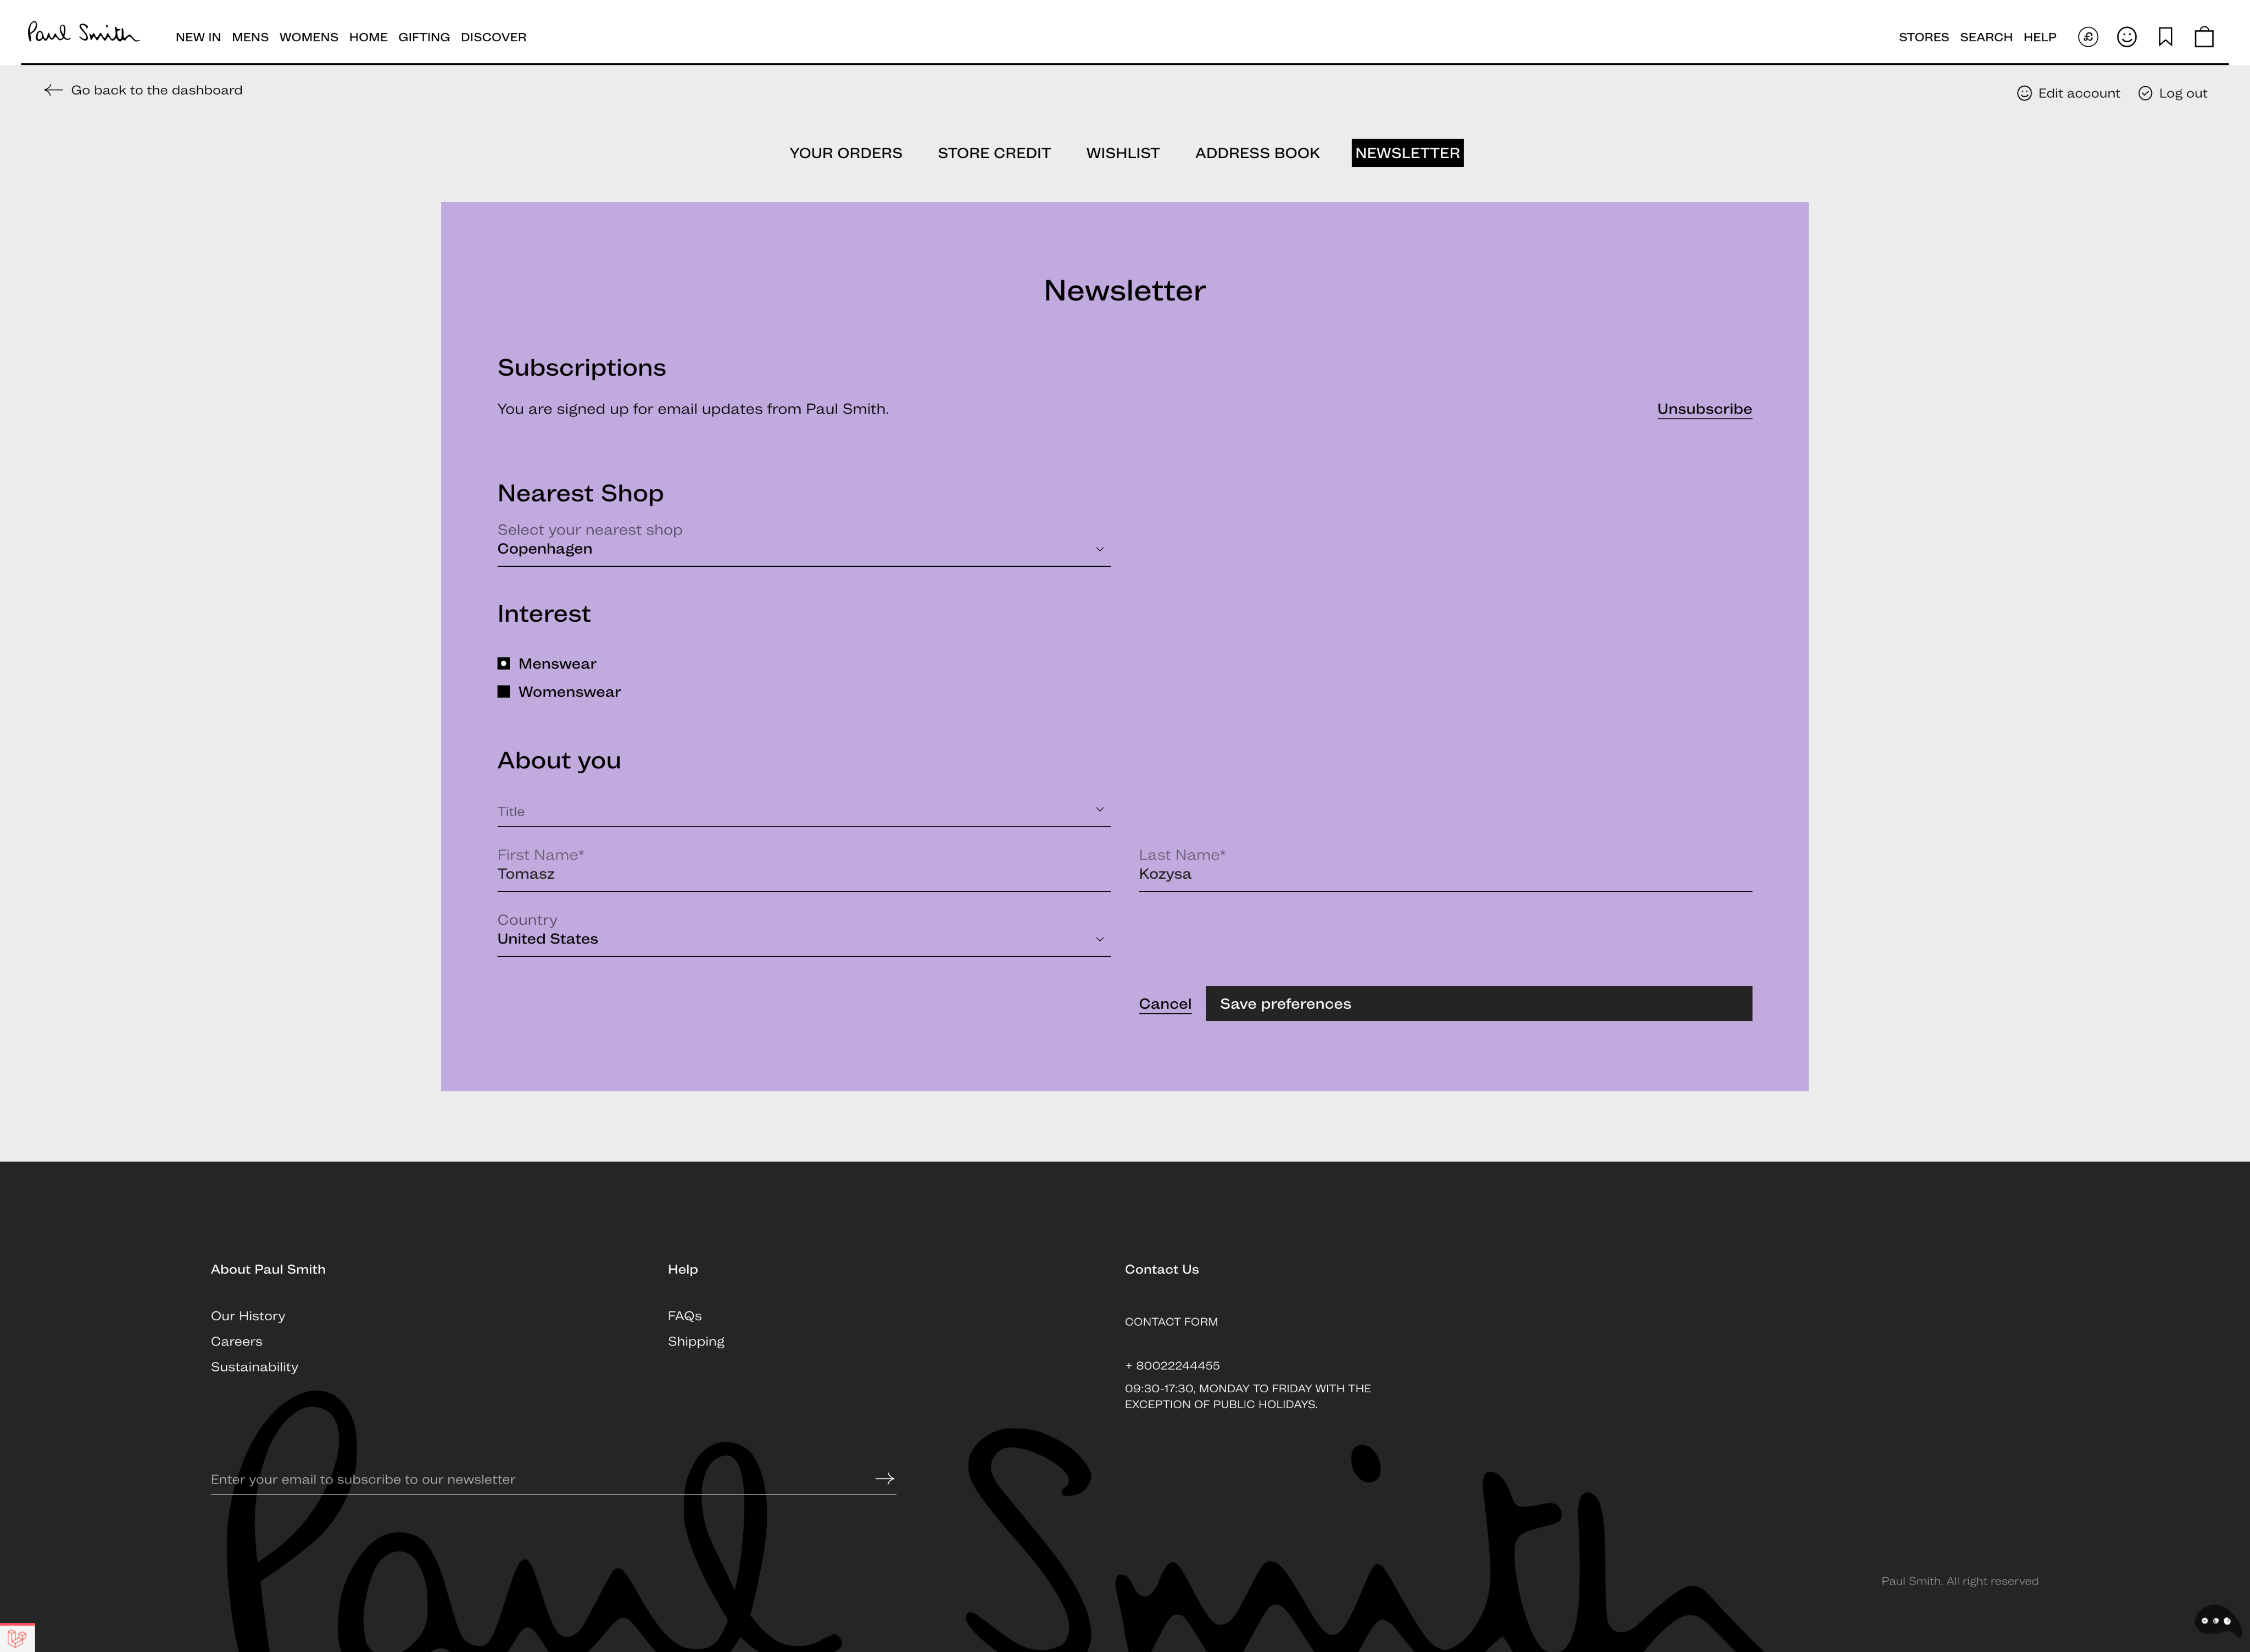 Paul Smith
NEW IN MENS WOMENS HOME GIFTING DISCOVER
STORES SEARCH HELP £
Go back to the dashboard
Edit account Log out
YOUR ORDERS STORE CREDIT WISHLIST ADDRESS BOOK NEWSLETTER
Newsletter
Subscriptions
You are signed up for email updates from Paul Smith.
Unsubscribe
Nearest Shop
Select your nearest shop
Copenhagen
Interest
Menswear
Womenswear
About you
Title
First Name*
Tomasz
Last Name*
Kozysa
Country
United States
Cancel Save preferences
About Paul Smith
Our History
Careers
Sustainability
Help
FAQs
Shipping
Contact Us
CONTACT FORM
+ 80022244455
09:30-17:30, MONDAY TO FRIDAY WITH THE
EXCEPTION OF PUBLIC HOLIDAYS.
Enter your email to subscribe to our newsletter
Paul Smith
Paul Smith. All right reserved